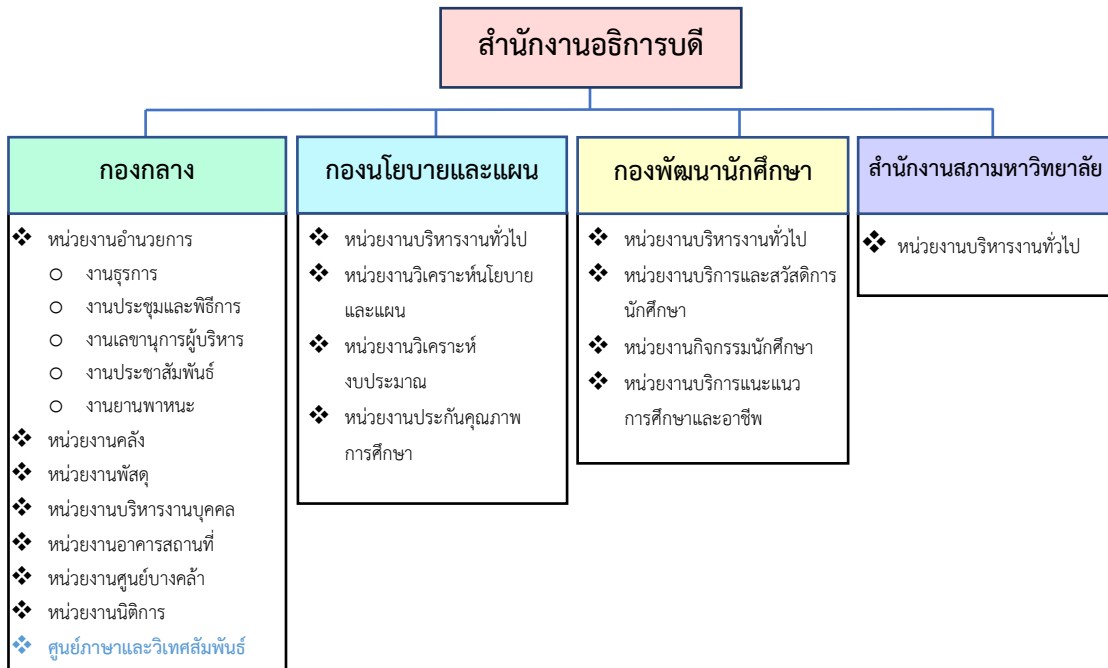 สำนักงานอธิการบดี
กองกลาง
หน่วยงานอำนวยการ
งานธุรการ
งานประชุมและพิธีการ
งานเลขานุการผู้บริหาร
งานประชาสัมพันธ์
งานยานพาหนะ
หน่วยงานคลัง
หน่วยงานพัสดุ
หน่วยงานบริหารงานบุคคล
หน่วยงานอาคารสถานที่
หน่วยงานศูนย์บางคล้า
หน่วยงานนิติการ
ศูนย์ภาษาและวิเทศสัมพันธ์
กองนโยบายและแผน
หน่วยงานบริหารงานทั่วไป
หน่วยงานวิเคราะห์นโยบาย
และแผน
หน่วยงานวิเคราะห์
งบประมาณ
หน่วยงานประกันคุณภาพ
การศึกษา
กองพัฒนานักศึกษา
หน่วยงานบริหารงานทั่วไป
หน่วยงานบริการและสวัสดิการ
นักศึกษา
หน่วยงานกิจกรรมนักศึกษา
หน่วยงานบริการแนะแนว
การศึกษาและอาชีพ
สำนักงานสภามหาวิทยาลัย
หน่วยงานบริหารงานทั่วไป